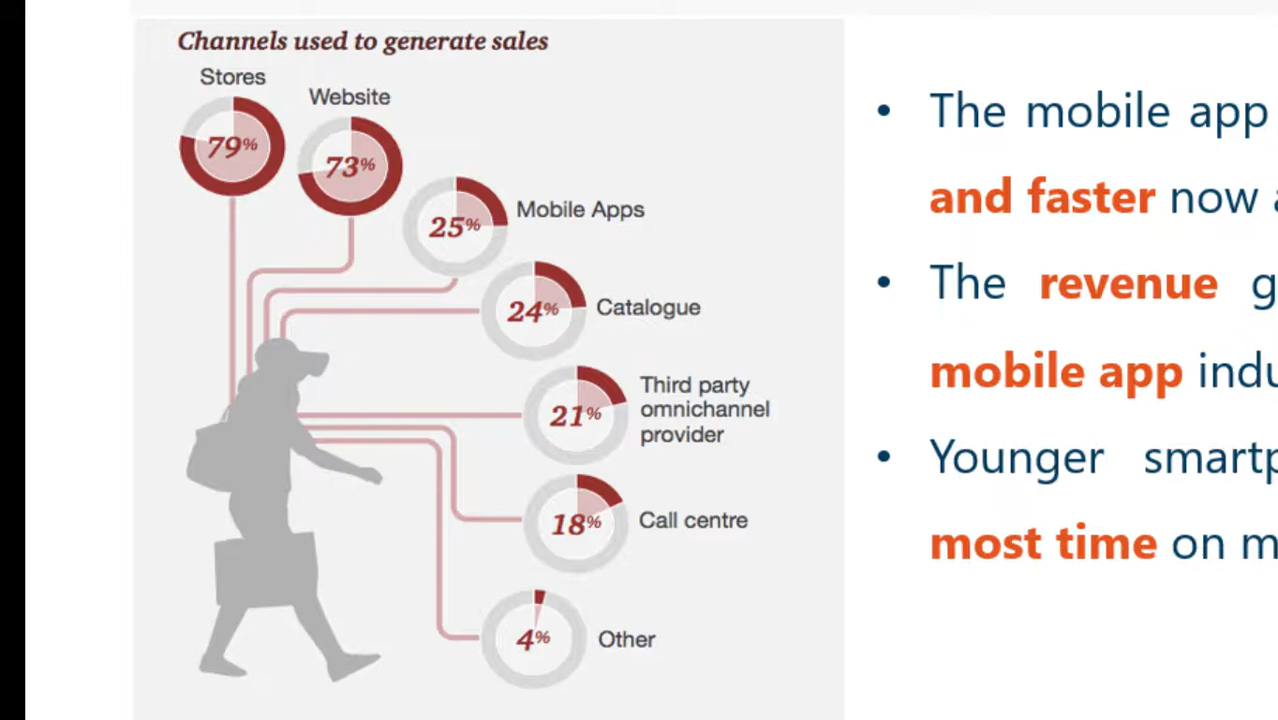 Channels used to generate sales
Stores
79%
Website
73%
25%
Mobile Apps
24%
Catalogue
21%
Third party
omnichannel
provider
18%
Call centre
4%
Other
• The mobile app
and faster now
• The revenue
mobile app
• Younger
most time on